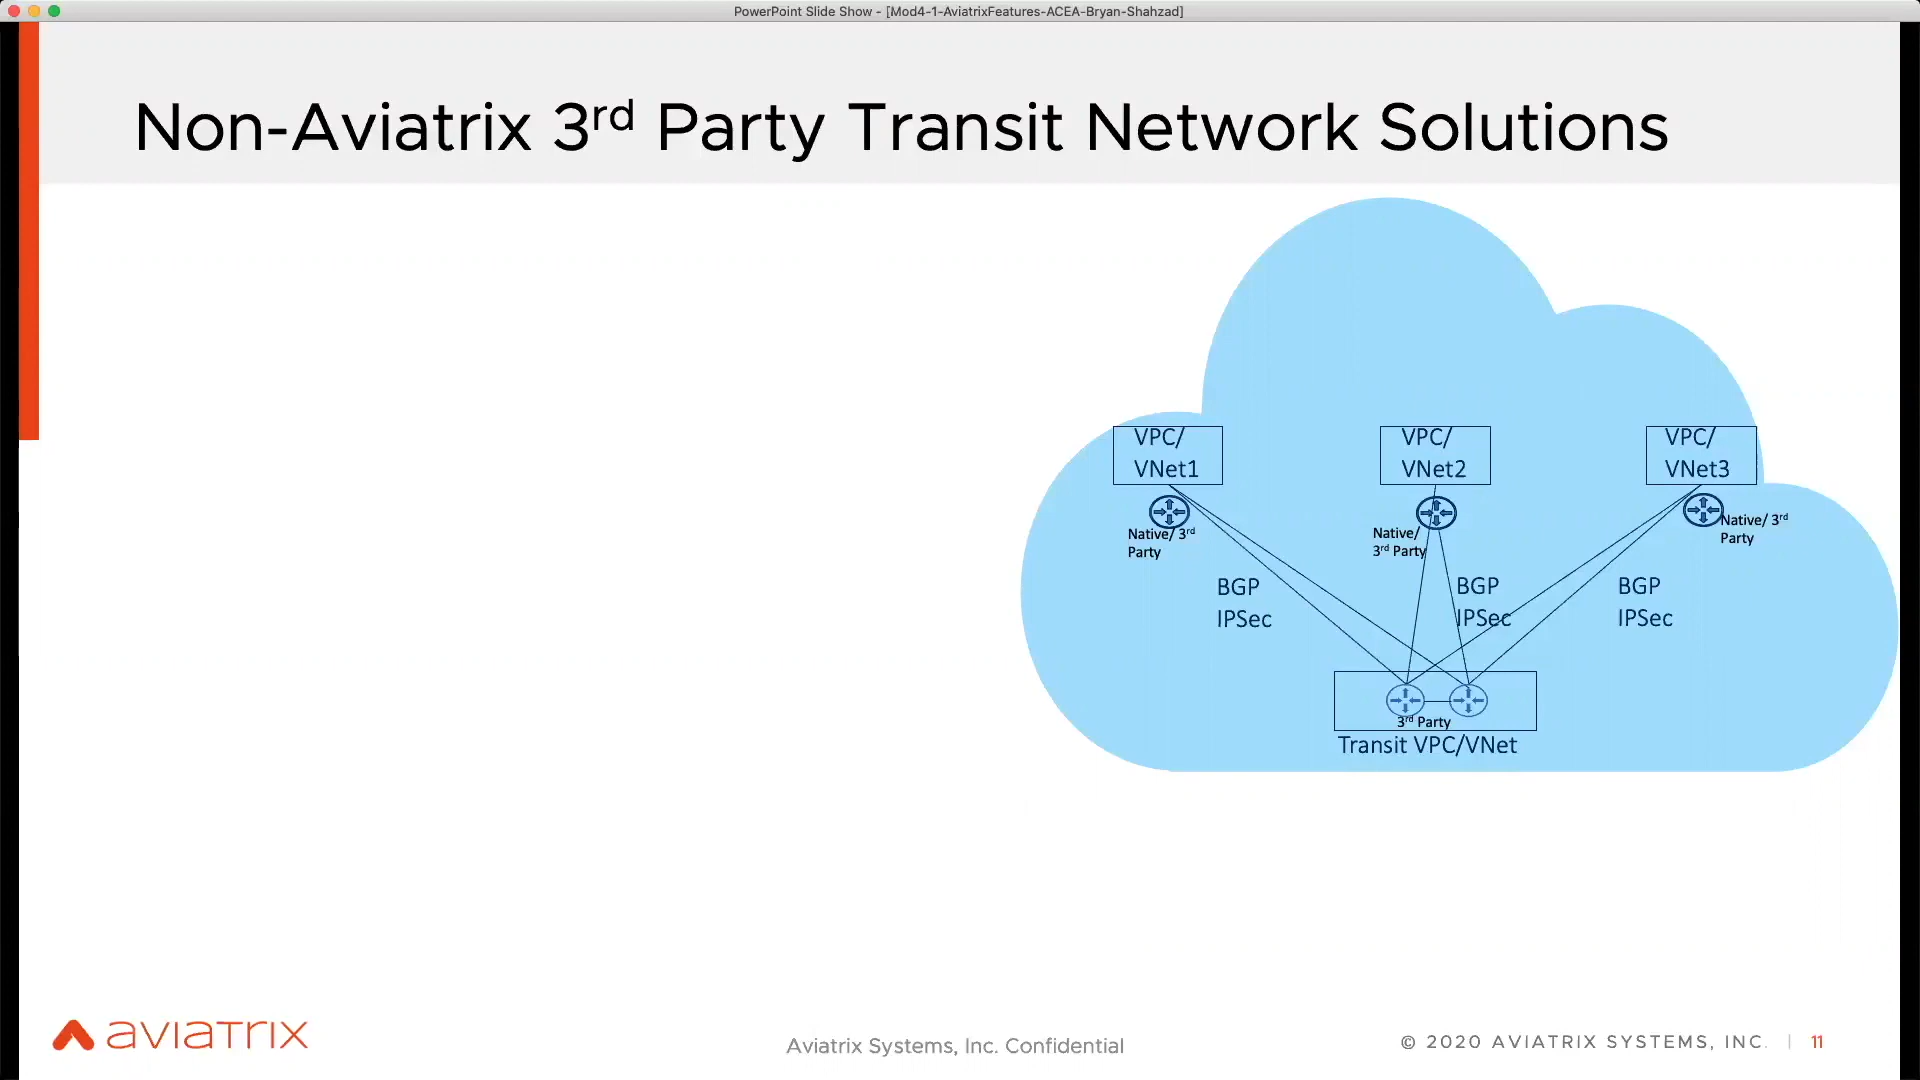 PowerPoint Slide Show - [Mod4-1-AviatrixFeatures-ACEA-Bryan-Shahzad]
Non-Aviatrix 3rd Party Transit Network Solutions
VPC/
VNet1
VPC/
VNet2
VPC/
VNet3
Native/ 3rd
Party
Native/
3rd Party
Native/ 3rd
Party
BGP
IPSec
BGP
IPSec
BGP
IPSec
3rd Party
Transit VPC/VNet
aviatrix
Aviatrix Systems, Inc. Confidential
© 2020 AVIATRIX SYSTEMS, INC. | 11